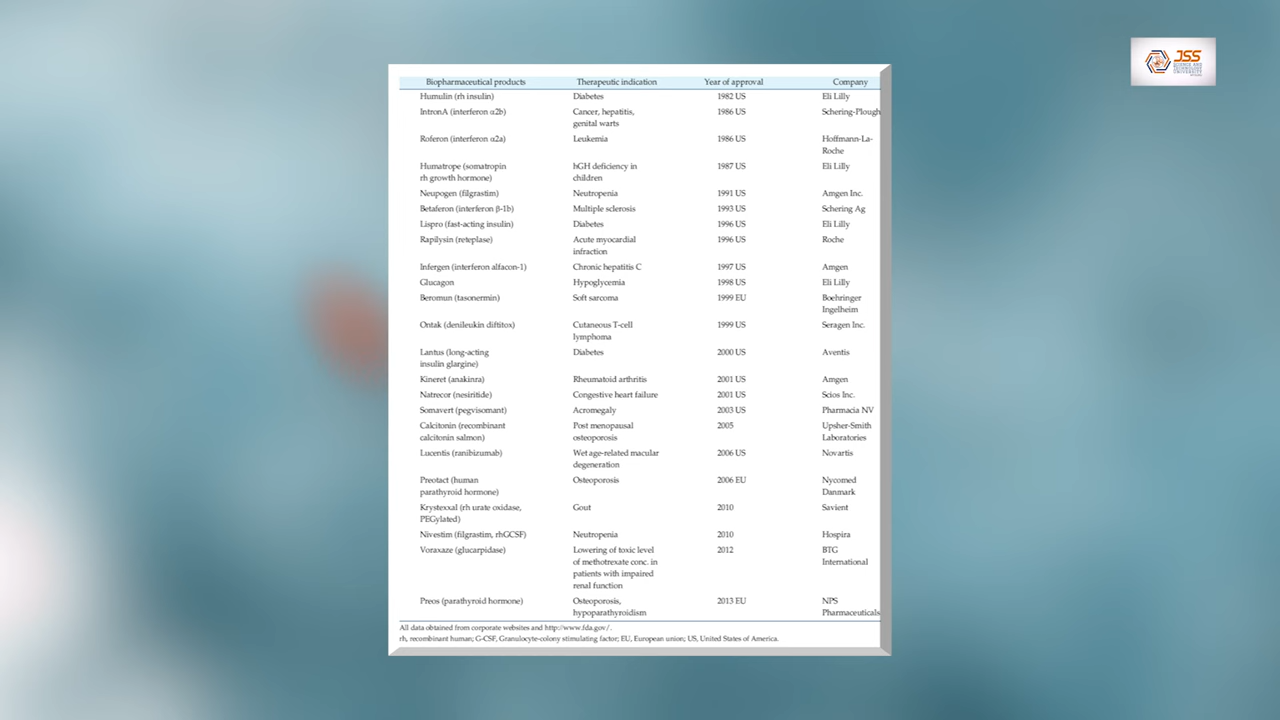 JSS
SCIENCE AND
TECHNOLOGY
UNIVERSITY
Biopharmaceutical products Therapeutic indication Year of approval Company
Humulin (rh insulin) Diabetes 1982 US Eli Lilly
IntronA (interferon α2b) Cancer, hepatitis, 1986 US Schering-Plough
genital warts
Roferon (interferon α2a) Leukemia 1986 US Hoffmann-La-
Roche
Humatrope (somatropin hGH deficiency in 1987 US Eli Lilly
rh growth hormone) children
Neupogen (filgrastim) Neutropenia 1991 US Amgen Inc.
Betaferon (interferon β-1b) Multiple sclerosis 1993 US Schering Ag
Lispro (fast-acting insulin) Diabetes 1996 US Eli Lilly
Rapilysin (reteplase) Acute myocardial 1996 US Roche
infraction
Infergen (interferon alfacon-1) Chronic hepatitis C 1997 US Amgen
Glucagon Hypoglycemia 1998 US Eli Lilly
Beromun (tasonermin) Soft sarcoma 1999 EU Boehringer
Ingelheim
Ontak (denileukin diftitox) Cutaneous T-cell 1999 US Seragen Inc.
lymphoma
Lantus (long-acting Diabetes 2000 US Aventis
insulin glargine)
Kineret (anakinra) Rheumatoid arthritis 2001 US Amgen
Natrecor (nesiritide) Congestive heart failure 2001 US Scios Inc.
Somavert (pegvisomant) Acromegaly 2003 US Pharmacia NV
Calcitonin (recombinant Post menopausal 2005 Upsher-Smith
calcitonin salmon) osteoporosis Laboratories
Lucentis (ranibizumab) Wet age-related macular 2006 US Novartis
degeneration
Preotact (human Osteoporosis 2006 EU Nycomed
parathyroid hormone) Danmark
Krystexxal (rh urate oxidase, Gout 2010 Savient
PEGylated)
Nivestim (filgrastim, rhGCSF) Neutropenia 2010 Hospira
Voraxaze (glucarpidase) Lowering of toxic level 2012 BTG
of methotrexate conc. in International
patients with impaired
renal function
Preos (parathyroid hormone) Osteoporosis, 2013 EU NPS
hypoparathyroidism Pharmaceuticals
All data obtained from corporate websites and http://www.fda.gov/.
rh, recombinant human; G-CSF, Granulocyte-colony stimulating factor; EU, European union; US, United States of America.